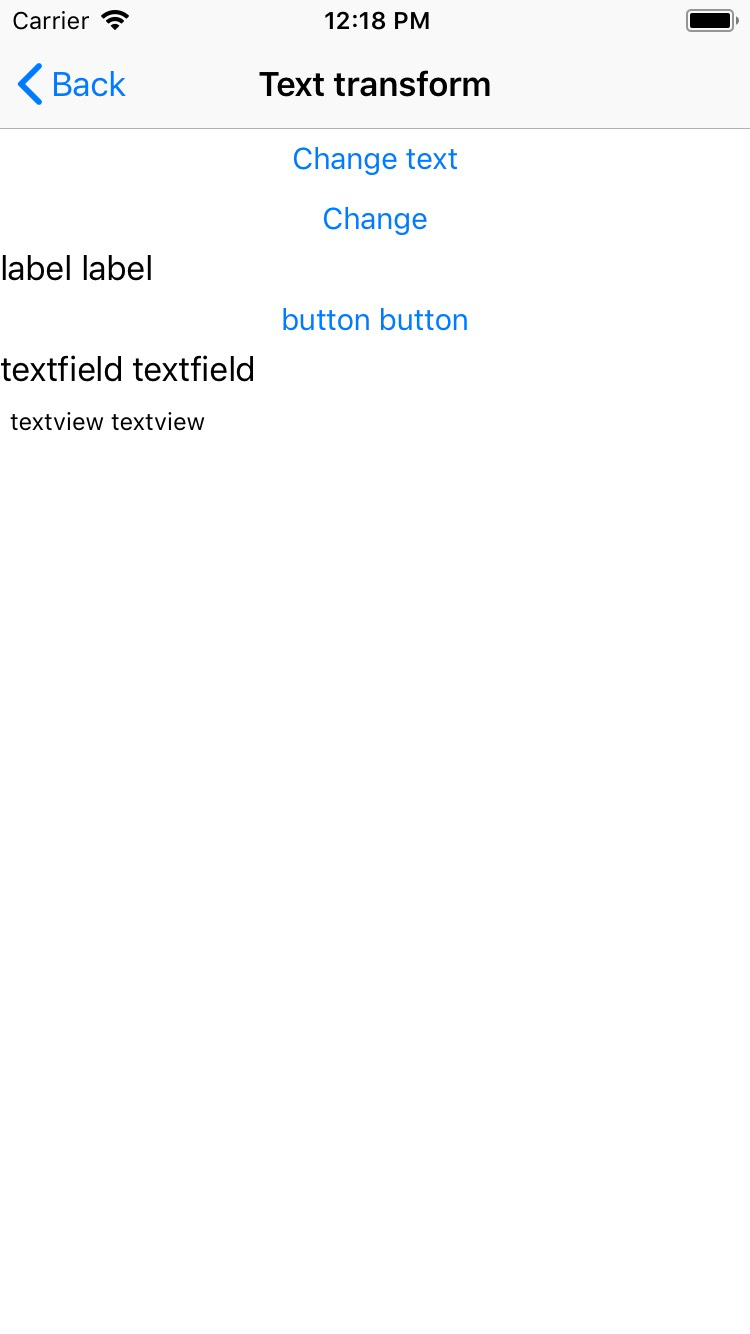 Carrier 12:18 PM
Back Text transform
Change text
Change
label label
button button
textfield textfield
textview textview